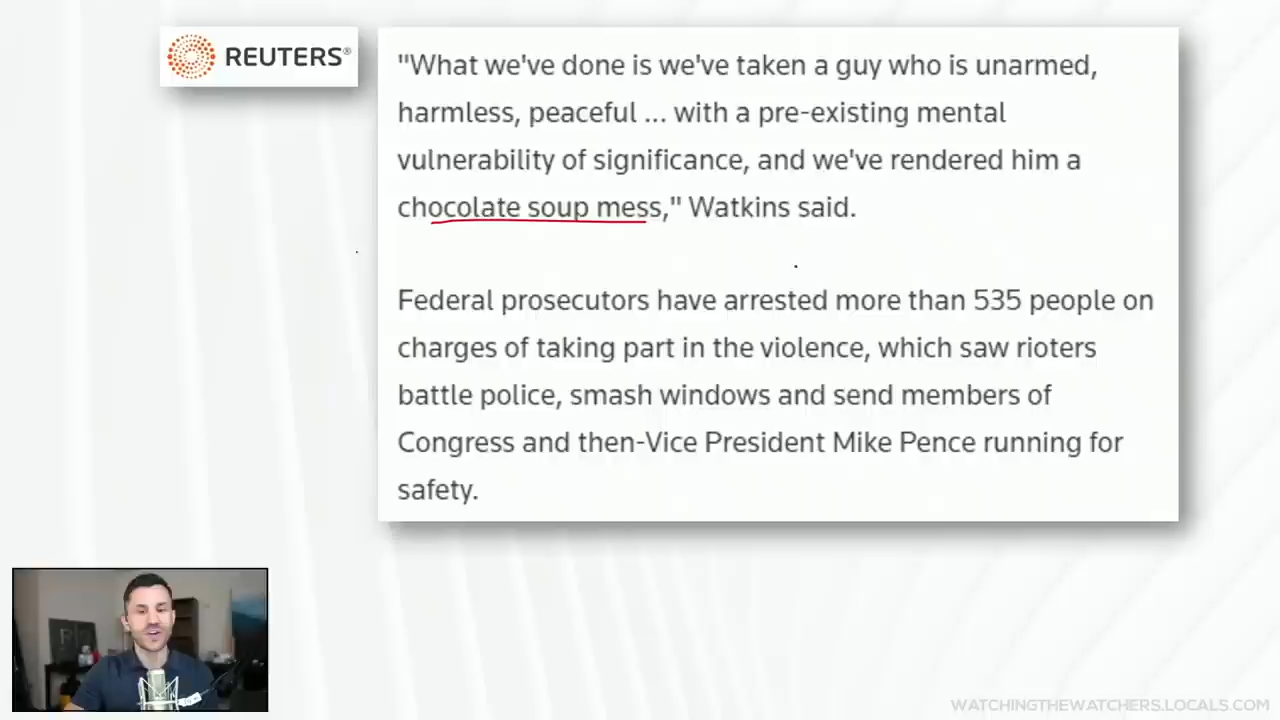 REUTERS®
"What we've done is we've taken a guy who is unarmed,
harmless, peaceful ... with a pre-existing mental
vulnerability of significance, and we've rendered him a
chocolate soup mess," Watkins said.
Federal prosecutors have arrested more than 535 people on
charges of taking part in the violence, which saw rioters
battle police, smash windows and send members of
Congress and then-Vice President Mike Pence running for
safety.
WATCHINGTHEWATCHERS.LOCALS.COM